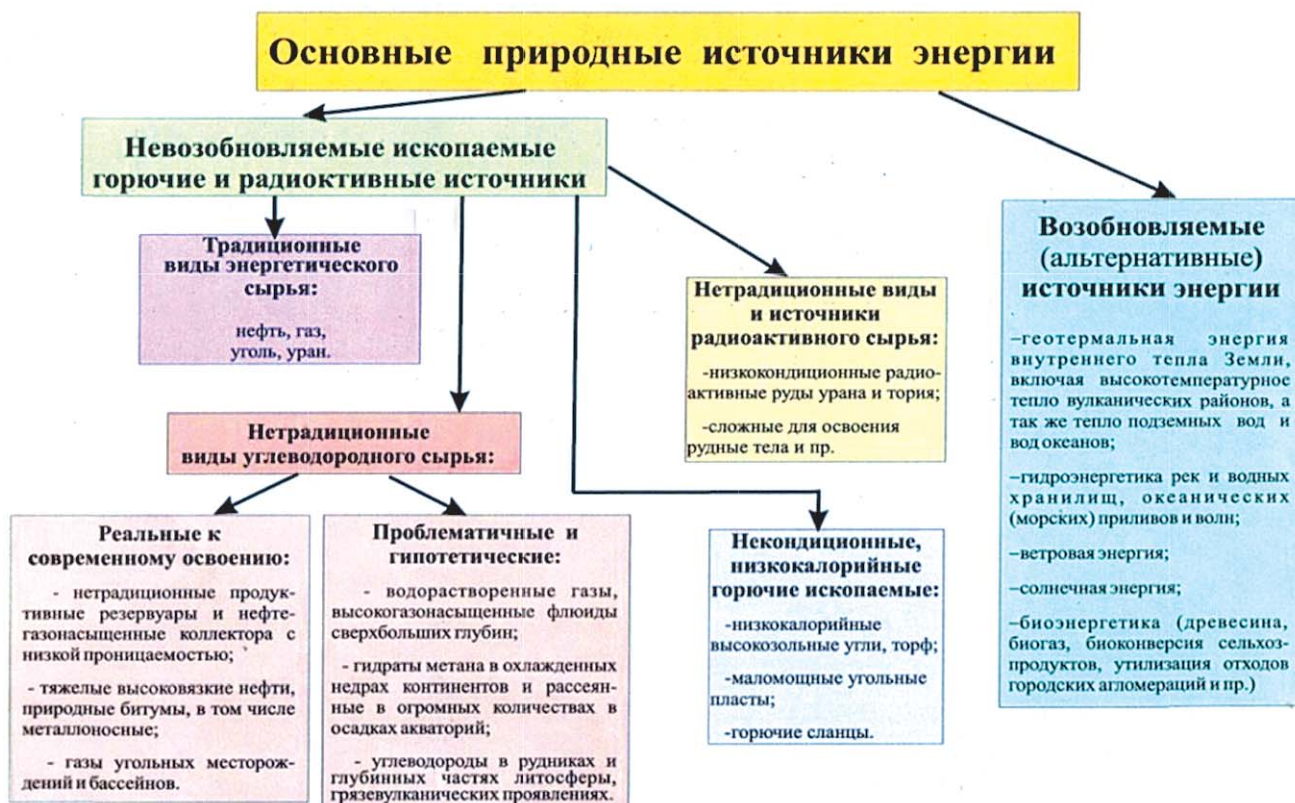 Основные природные источники энергии
Невозобновляемые ископаемые
горючие и радиоктивные источники
Традиционные
виды энергетического
сырья:
нефть, газ,
уголь, уран.
Нетрадиционные
виды углеводородного сырья:
Реальные к
современному освоению:
- нетрадиционные продук-
тивные резервуары и нефте-
газонасыщенные коллектора с
низкой проницаемостью;
- тяжелые высоковязкие нефти,
природные битумы, в том числе
металлоносные;
- газы угольных месторож-
дений и бассейнов.
Проблематичные и
гипотетические:
- водорастворенные газы,
высокогазонасыщенные флюиды
сверхбольших глубин;
- гидраты метана в охлажденных
недрах континентов и рассеян-
ные в огромных количествах в
осадках акваторий;
- углеводороды в рудниках и
глубинных частях литосферы,
грязевулканических проявлениях.
Нетрадиционные виды
и источники
радиоактивного сырья:
-низкокондиционные радио-
активные руды урана и тория;
-сложные для освоения
рудные тела и пр.
Некондиционные,
низкокалорийные
горючие ископаемые:
-низкокалорийные
высокозольные угли, торф;
-маломощные угольные
пласты;
-горючие сланцы.
Возобновляемые
(альтернативные)
источники энергии
–геотермальная энергия
внутреннего тепла Земли,
включая высокотемпературное
тепло вулканических районов, а
так же тепло подземных вод и
вод океанов;
–гидроэнергетика рек и водных
хранилищ, океанических
(морских) приливов и волн;
–ветровая энергия;
–солнечная энергия;
–биоэнергетика (древесина,
биогаз, биоконверсия сельхоз-
продуктов, утилизация отходов
городских агломераций и пр.)